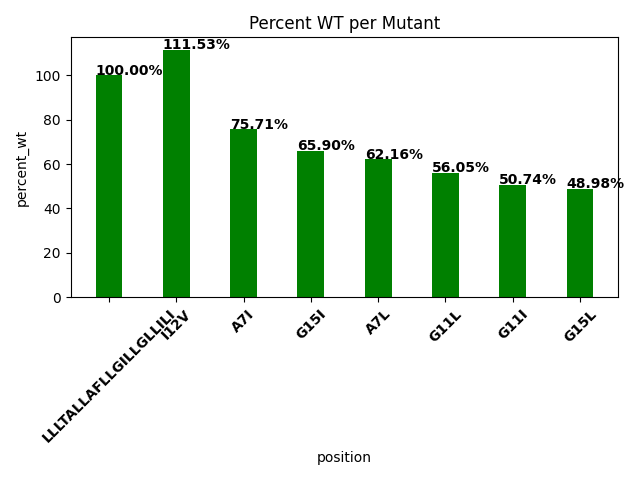 Percent WT per Mutant
111.53%
100.00%
75.71%
65.90%
62.16%
56.05%
50.74%
48.98%
percent_wt
100
80
60
40
20
0
LLLTALLAFLLGILLGLLILI
I12V
A7I
G15I
A7L
G11L
G11I
G15L
position